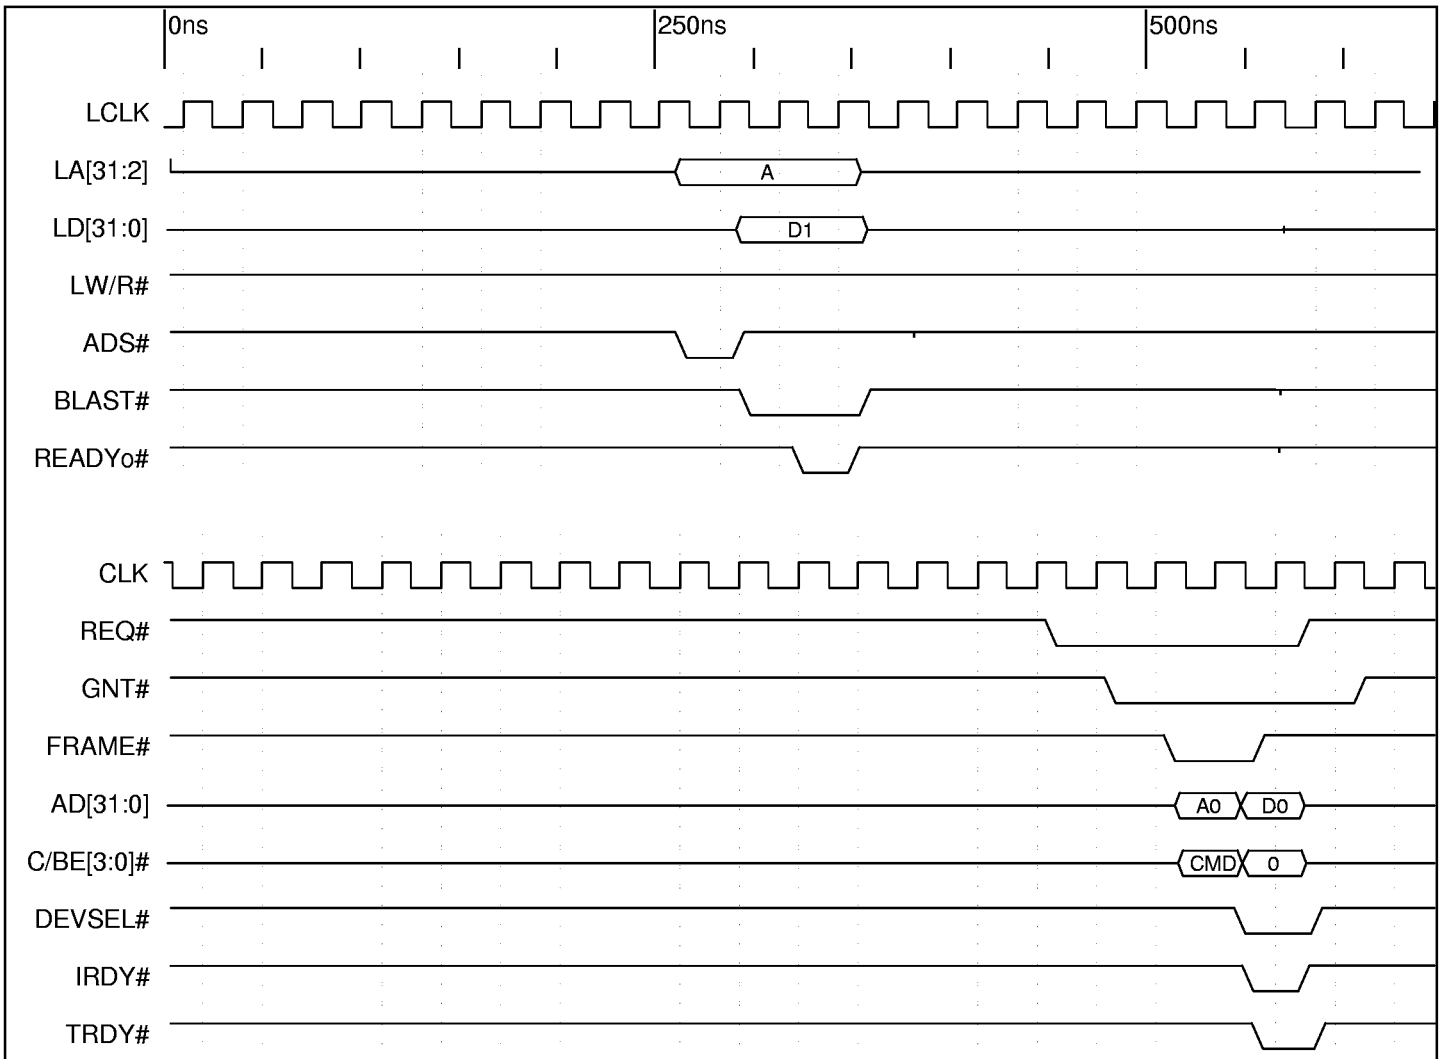 0ns 250ns 500ns
LCLK
LA[31:2] A
LD[31:0] D1
LW/R#
ADS#
BLAST#
READYo#
CLK
REQ#
GNT#
FRAME#
AD[31:0] A0 D0
C/BE[3:0]# CMD 0
DEVSEL#
IRDY#
TRDY#